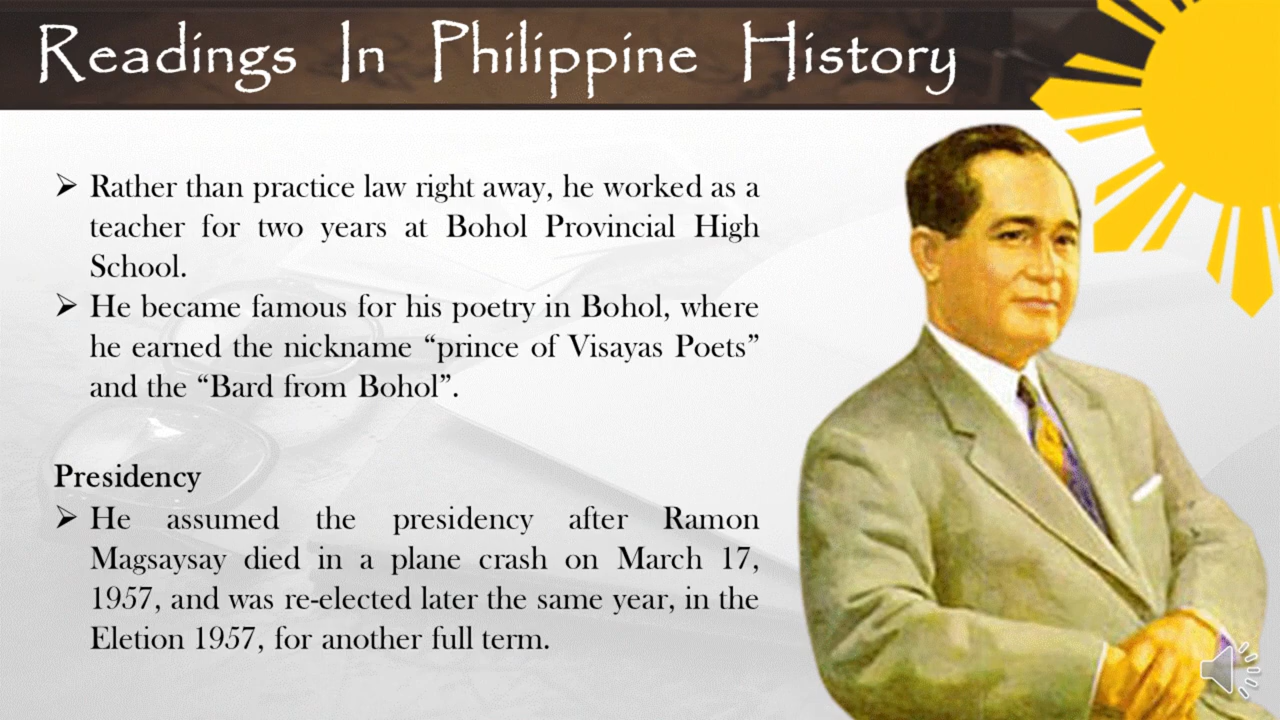 Readings In Philippine History
➢ Rather than practice law right away, he worked as a
teacher for two years at Bohol Provincial High
School.
➢ He became famous for his poetry in Bohol, where
he earned the nickname “prince of Visayas Poets”
and the “Bard from Bohol”.
Presidency
➢ He assumed the presidency after Ramon
Magsaysay died in a plane crash on March 17,
1957, and was re-elected later the same year, in the
Eletion 1957, for another full term.